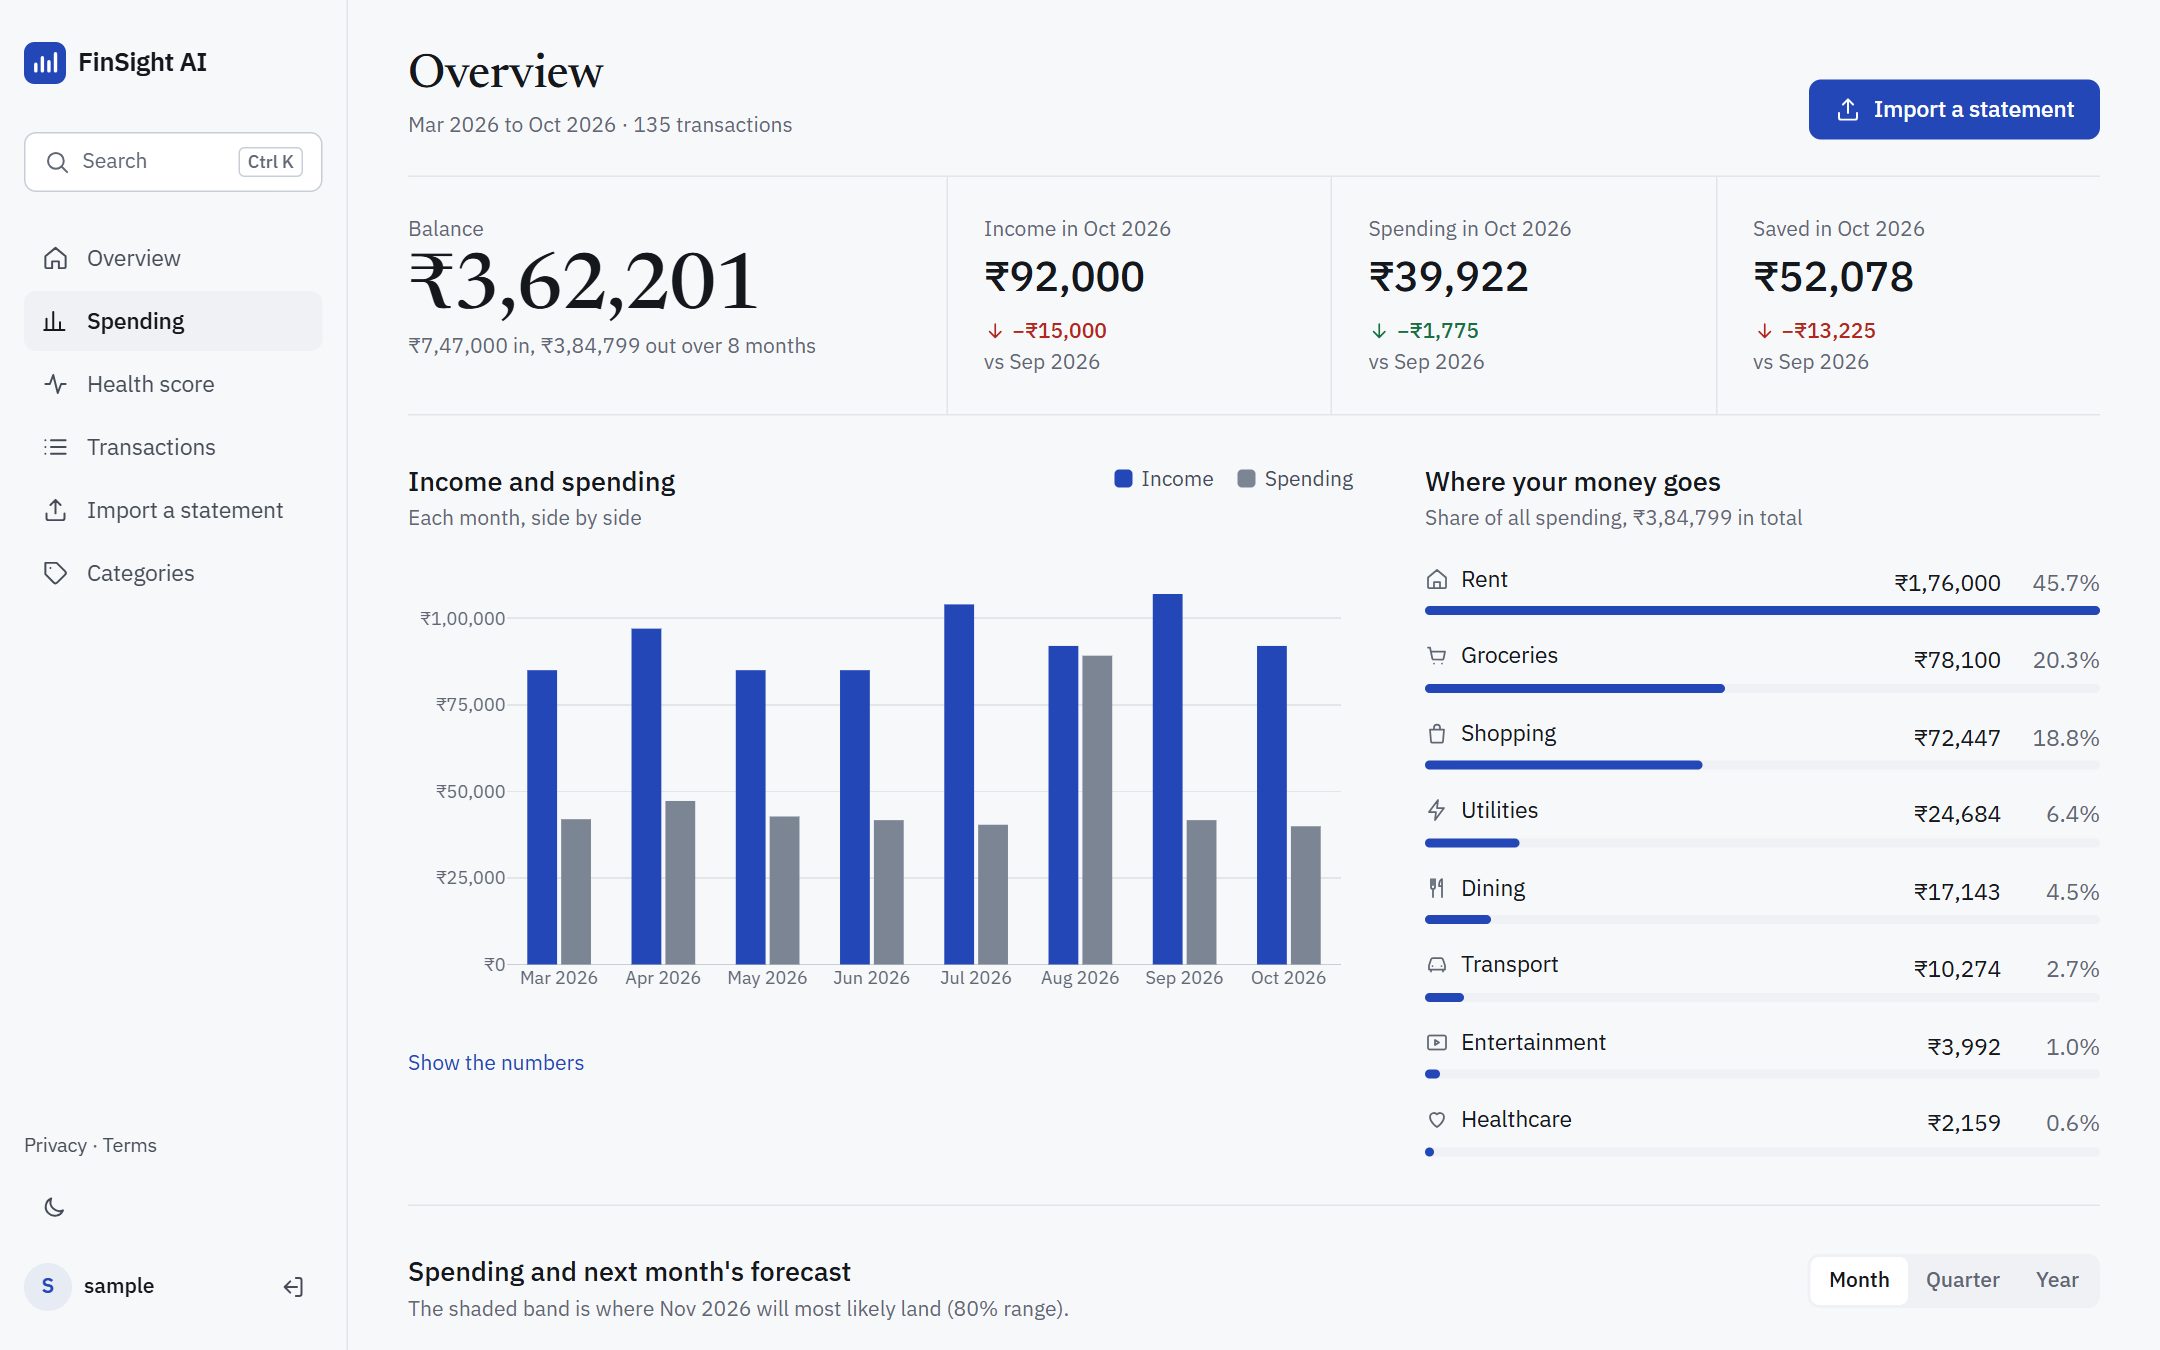 FinSight AI
Search
Ctrl K
Overview
Spending
Health score
Transactions
Import a statement
Categories
Privacy · Terms
S
sample
Overview
Mar 2026 to Oct 2026 · 135 transactions
Import a statement
Balance
₹3,62,201
₹7,47,000 in, ₹3,84,799 out over 8 months
Income in Oct 2026
₹92,000
↓ −₹15,000
vs Sep 2026
Spending in Oct 2026
₹39,922
↓ −₹1,775
vs Sep 2026
Saved in Oct 2026
₹52,078
↓ −₹13,225
vs Sep 2026
Income and spending
Each month, side by side
Income
Spending
₹1,00,000
₹75,000
₹50,000
₹25,000
₹0
Mar 2026
Apr 2026
May 2026
Jun 2026
Jul 2026
Aug 2026
Sep 2026
Oct 2026
Show the numbers
Where your money goes
Share of all spending, ₹3,84,799 in total
Rent ₹1,76,000 45.7%
Groceries ₹78,100 20.3%
Shopping ₹72,447 18.8%
Utilities ₹24,684 6.4%
Dining ₹17,143 4.5%
Transport ₹10,274 2.7%
Entertainment ₹3,992 1.0%
Healthcare ₹2,159 0.6%
Spending and next month's forecast
The shaded band is where Nov 2026 will most likely land (80% range).
Month
Quarter
Year